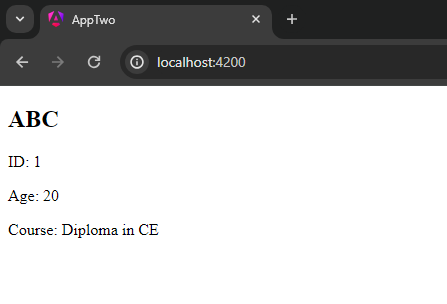 AppTwo
localhost:4200
ABC
ID: 1
Age: 20
Course: Diploma in CE